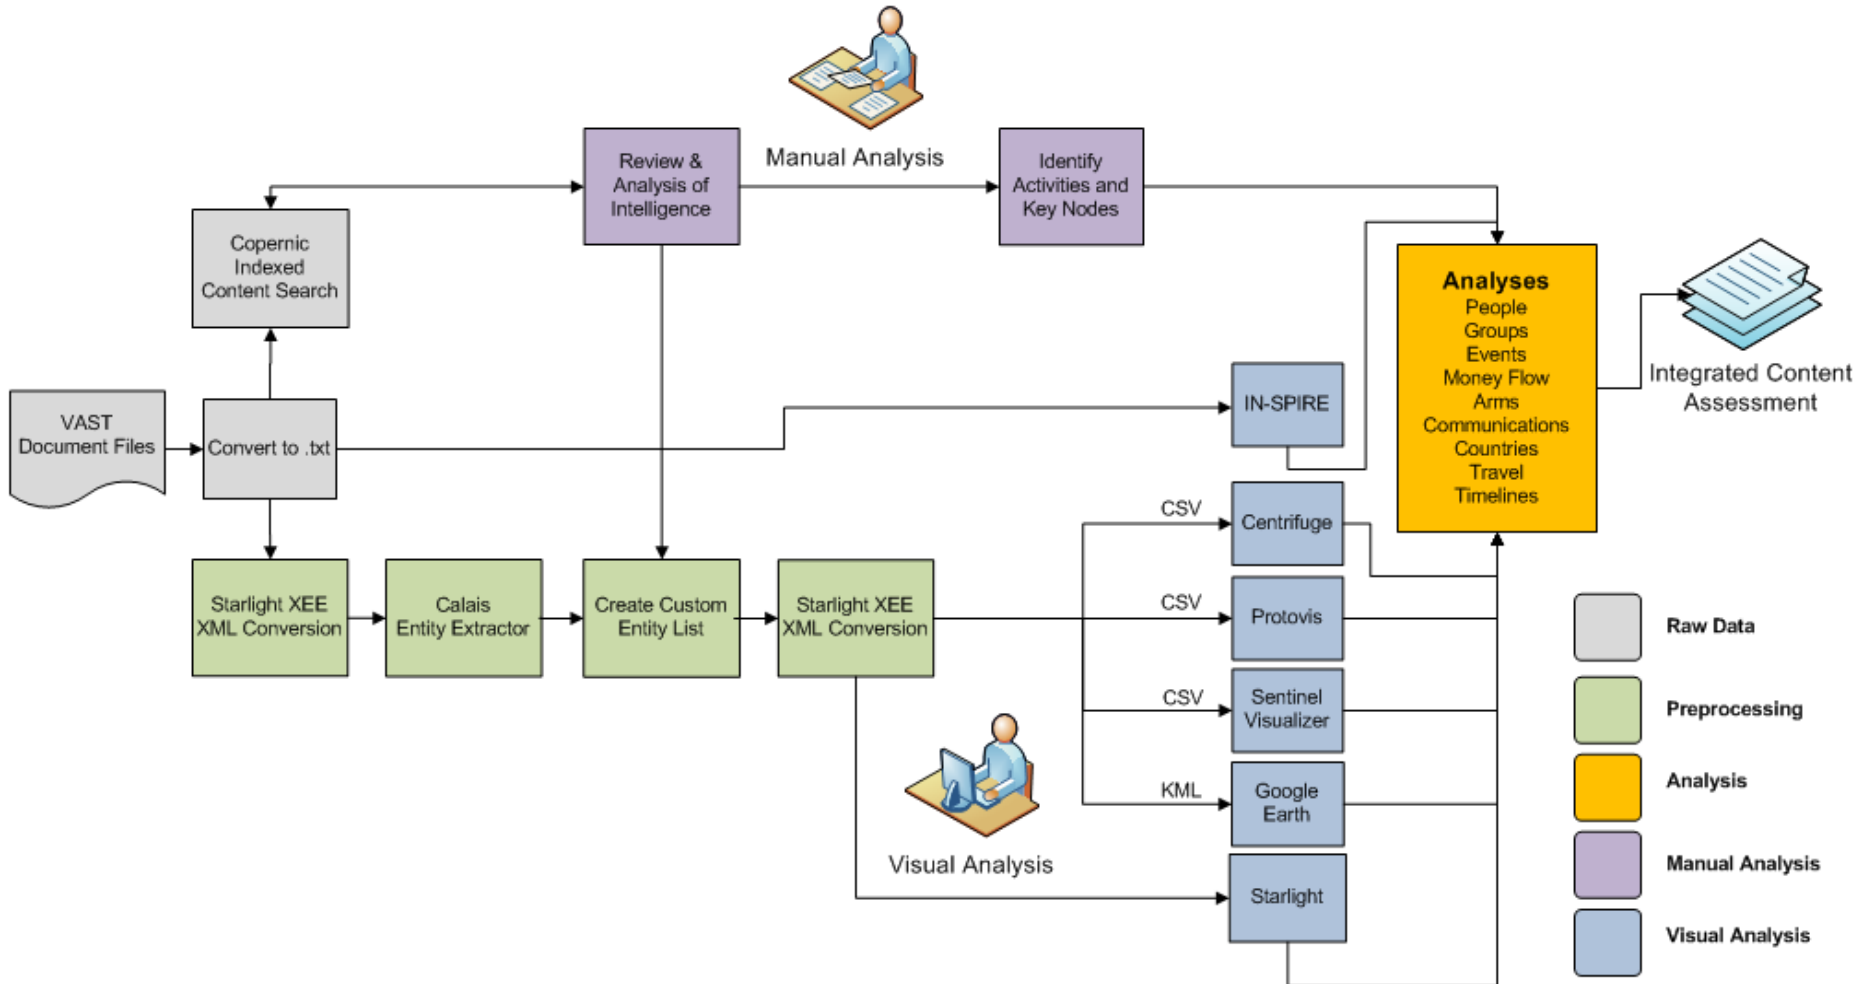 Manual Analysis
Review &
Analysis of
Intelligence
Identify
Activities and
Key Nodes
Copernic
Indexed
Content Search
VAST
Document Files
Convert to .txt
IN-SPIRE
Analyses
People
Groups
Events
Money Flow
Arms
Communications
Countries
Travel
Timelines
Integrated Content
Assessment
Starlight XEE
XML Conversion
Calais
Entity Extractor
Create Custom
Entity List
Starlight XEE
XML Conversion
CSV
Centrifuge
CSV
Protovis
CSV
Sentinel
Visualizer
KML
Google
Earth
Starlight
Visual Analysis
Raw Data
Preprocessing
Analysis
Manual Analysis
Visual Analysis